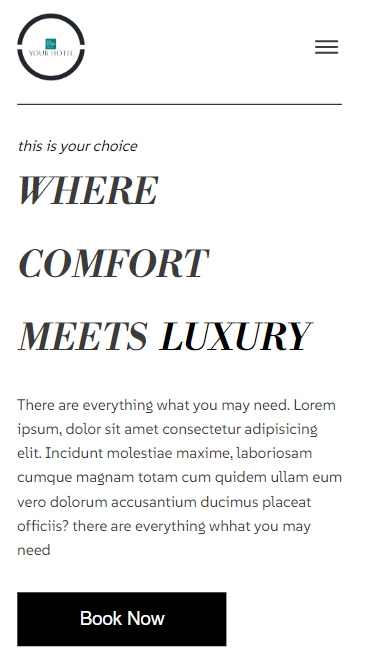 YOUR HOTEL
this is your choice
WHERE
COMFORT
MEETS LUXURY
There are everything what you may need. Lorem
ipsum, dolor sit amet consectetur adipisicing
elit. Incidunt molestiae maxime, laboriosam
cumque magnam totam cum quidem ullam eum
vero dolorum accusantium ducimus placeat
officiis? there are everything whhat you may
need
Book Now